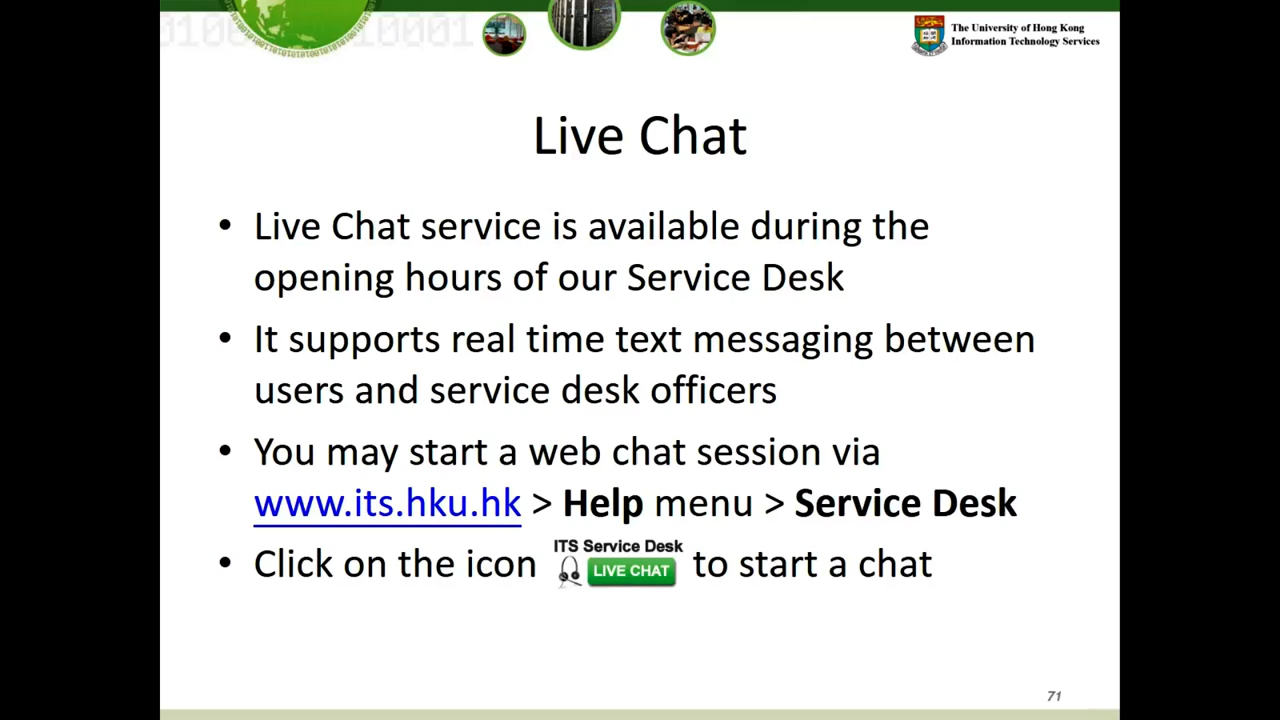 The University of Hong Kong
Information Technology Services
Live Chat
• Live Chat service is available during the
opening hours of our Service Desk
• It supports real time text messaging between
users and service desk officers
• You may start a web chat session via
www.its.hku.hk > Help menu > Service Desk
• Click on the icon ITS Service Desk LIVE CHAT to start a chat
71